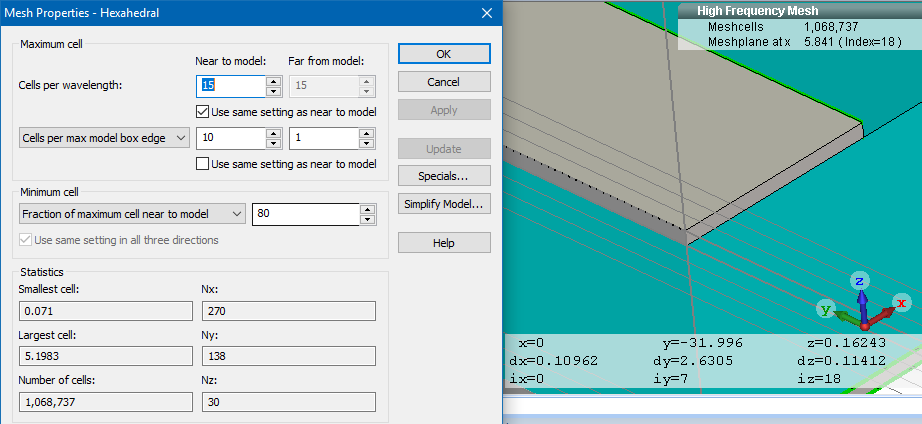 Mesh Properties - Hexahedral
Maximum cell
Near to model: Far from model:
Cells per wavelength: 15 15
Use same setting as near to model
Cells per max model box edge 10 1
Use same setting as near to model
Minimum cell
Fraction of maximum cell near to model 80
Use same setting in all three directions
Statistics
Smallest cell: Nx:
0.071 270
Largest cell: Ny:
5.1983 138
Number of cells: Nz:
1,068,737 30
OK
Cancel
Apply
Update
Specials...
Simplify Model...
Help
High Frequency Mesh
Meshcells 1,068,737
Meshplane at x 5.841 ( Index=18 )
z
y
x
x=0 y=-31.996 z=0.16243
dx=0.10962 dy=2.6305 dz=0.11412
ix=0 iy=7 iz=18